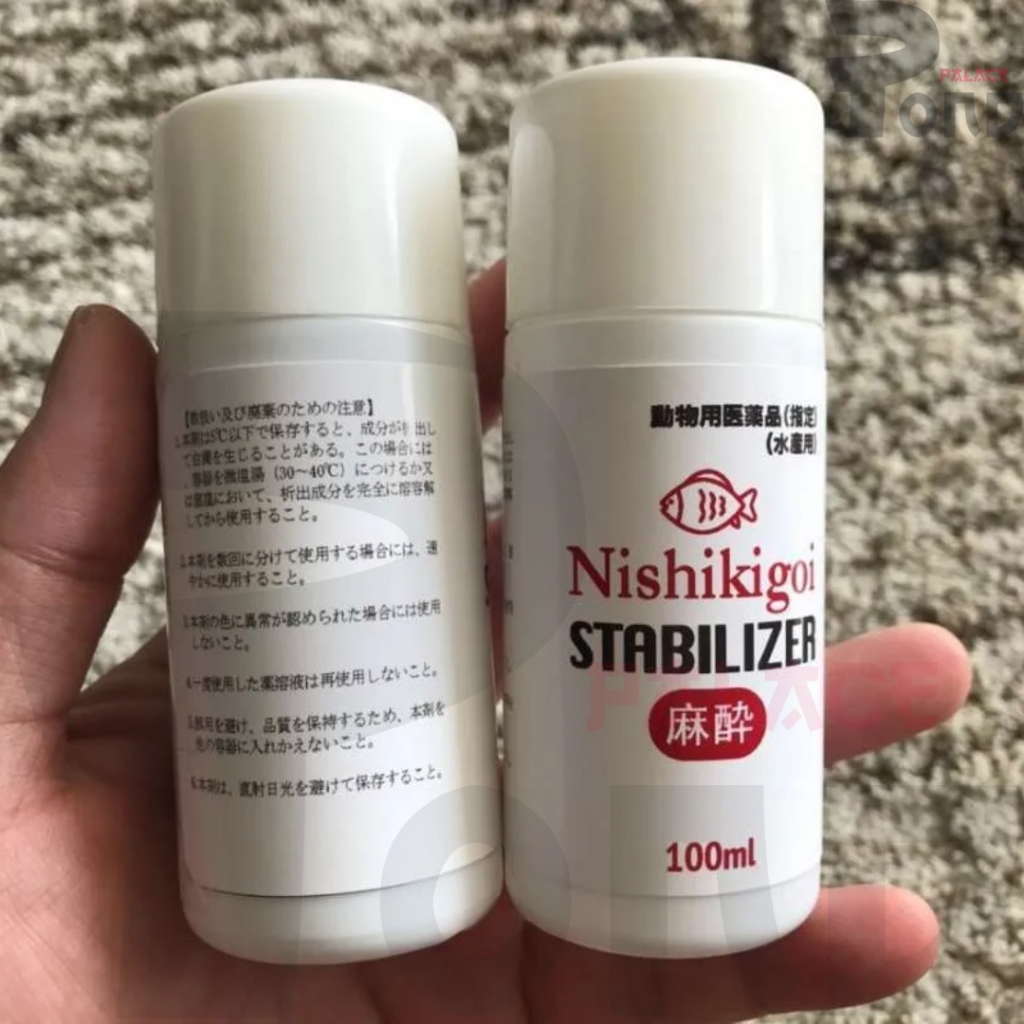 【取扱い及び廃棄のための注意】
1.本剤は5℃以下で保存すると、成分が析出し
て白濁を生じることがある。この場合には
、容器を微温湯（30～40℃）につけるか又
は室温において、析出成分を完全に溶容解
してから使用すること。
2.本剤を数回に分けて使用する場合には、速
やかに使用すること。
3.本剤の色に異常が認められた場合には使用
しないこと。
4.一度使用した薬溶液は再使用しないこと。
5.誤用を避け、品質を保持するため、本剤を
他の容器に入れかえないこと。
6.本剤は、直射日光を避けて保存すること。
動物用医薬品(指定)
(水産用)
Nishikigoi
STABILIZER
麻酔
100ml
PALACE
PALACE